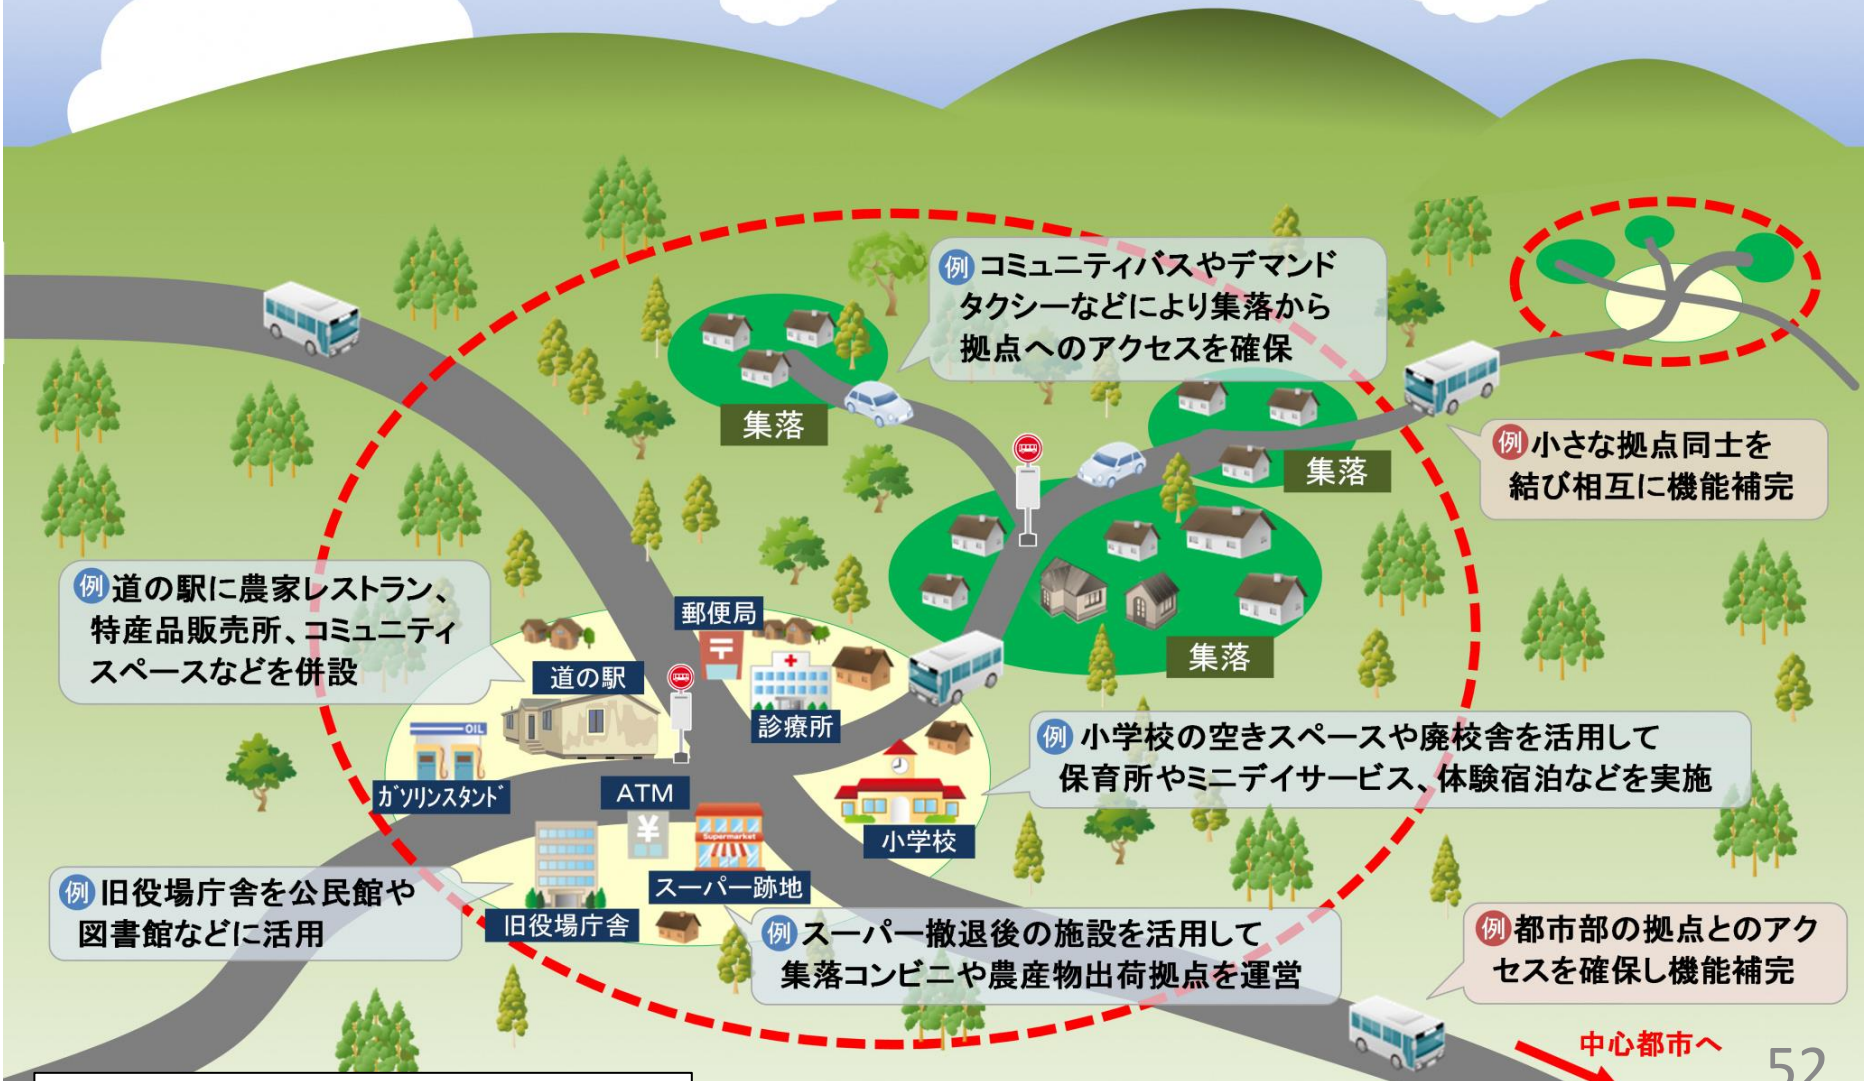 例 コミュニティバスやデマンド
タクシーなどにより集落から
拠点へのアクセスを確保
集落
集落
例 小さな拠点同士を
結び相互に機能補完
例 道の駅に農家レストラン、
特産品販売所、コミュニティ
スペースなどを併設
郵便局
〒
集落
道の駅
診療所
OIL
ガソリンスタンド
例 小学校の空きスペースや廃校舎を活用して
保育所やミニデイサービス、体験宿泊などを実施
ATM
¥
Supermarket
小学校
スーパー跡地
例 旧役場庁舎を公民館や
図書館などに活用
旧役場庁舎
例 スーパー撤退後の施設を活用して
集落コンビニや農産物出荷拠点を運営
例 都市部の拠点とのアク
セスを確保し機能補完
中心都市へ
52